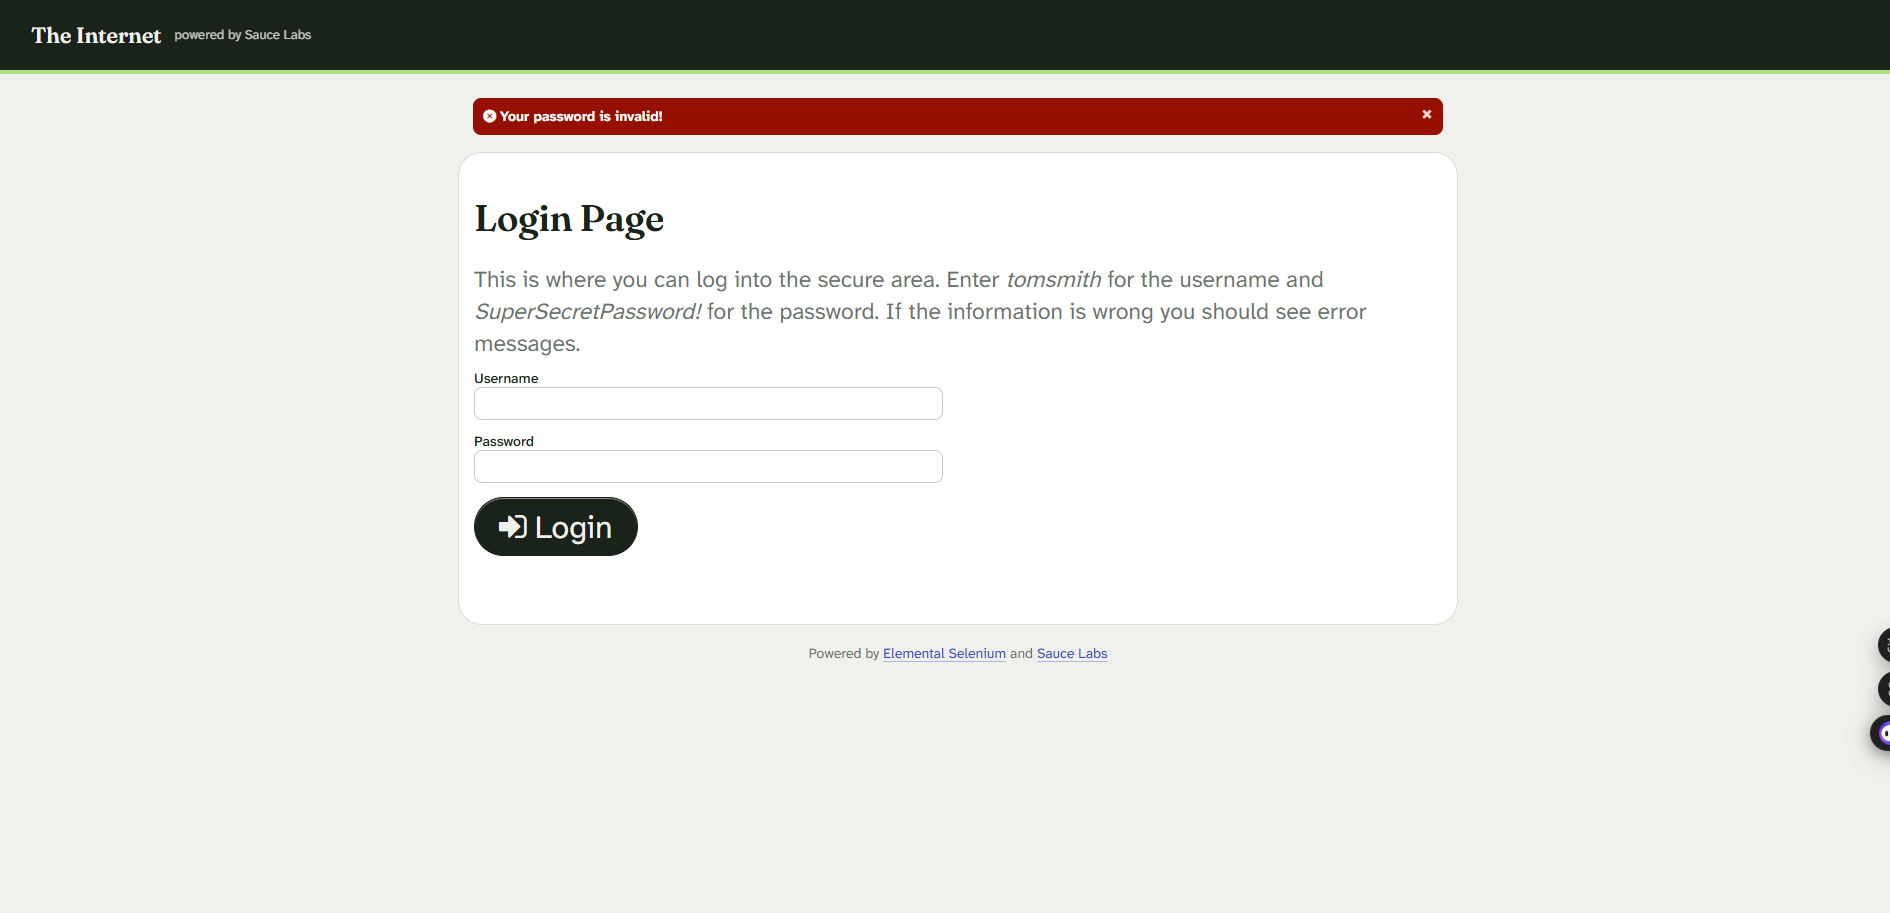 The Internet powered by Sauce Labs
Your password is invalid!
Login Page
This is where you can log into the secure area. Enter tomsmith for the username and
SuperSecretPassword! for the password. If the information is wrong you should see error
messages.
Username
Password
Login
Powered by Elemental Selenium and Sauce Labs